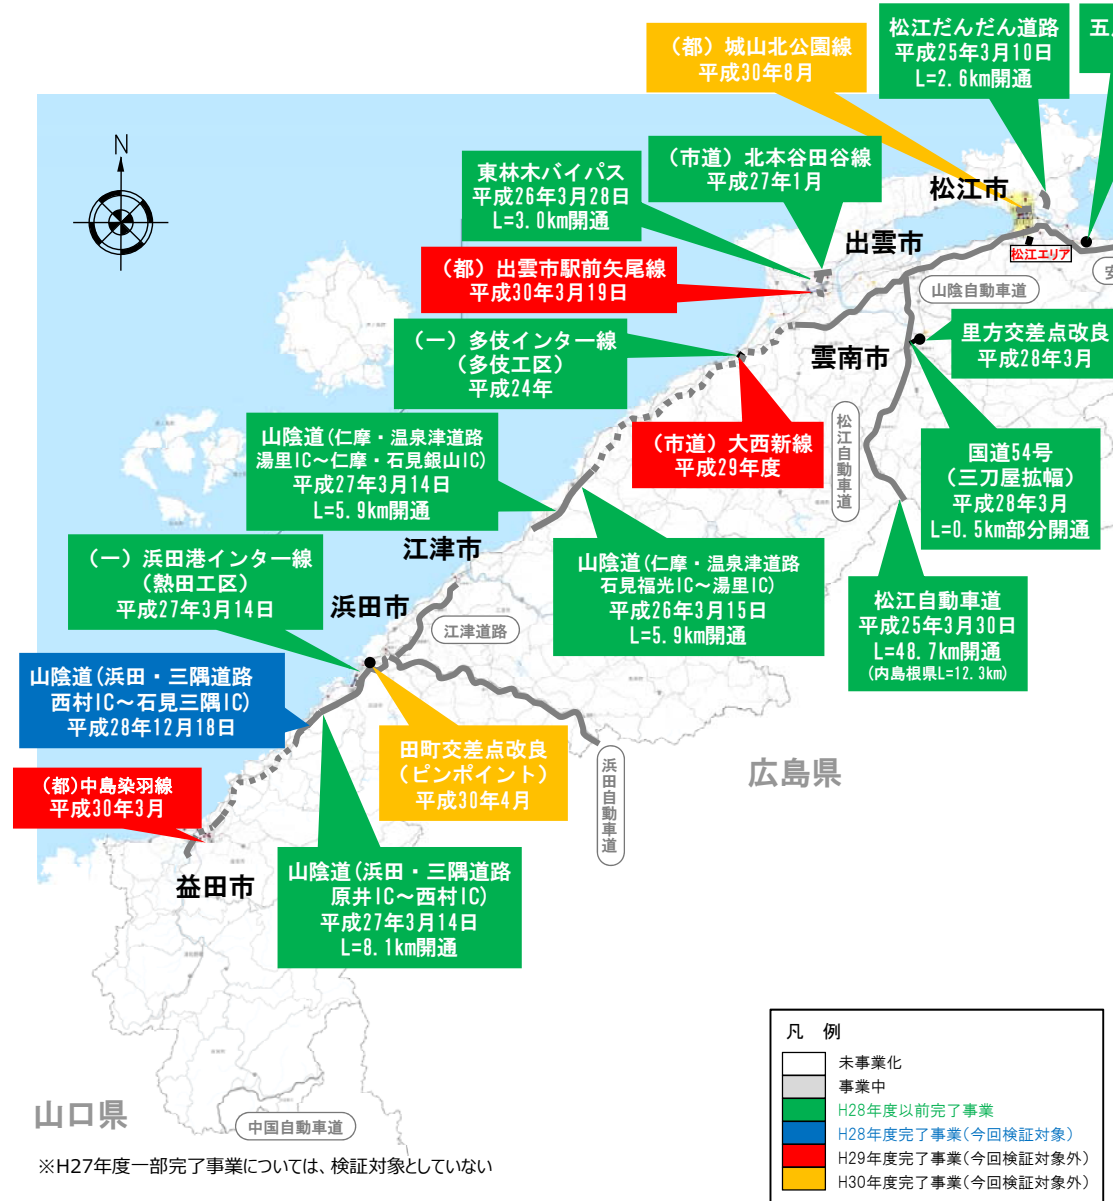 （都）城山北公園線
平成30年8月
松江だんだん道路
平成25年3月10日
L=2.6km開通
五
N
東林木バイパス
平成26年3月28日
L=3.0km開通
（市道）北本谷田谷線
平成27年1月
松江市
出雲市
松江エリア
安
（都）出雲市駅前矢尾線
平成30年3月19日
山陰自動車道
（一）多伎インター線
（多伎工区）
平成24年
雲南市
里方交差点改良
平成28年3月
山陰道(仁摩・温泉津道路
湯里IC～仁摩・石見銀山IC)
平成27年3月14日
L=5.9km開通
（市道）大西新線
平成29年度
松江自動車道
国道54号
（三刀屋拡幅）
平成28年3月
L=0.5km部分開通
江津市
（一）浜田港インター線
（熱田工区）
平成27年3月14日
浜田市
江津道路
山陰道(仁摩・温泉津道路
石見福光IC～湯里IC)
平成26年3月15日
L=5.9km開通
松江自動車道
平成25年3月30日
L=48.7km開通
(内島根県L=12.3km)
山陰道(浜田・三隅道路
西村IC～石見三隅IC)
平成28年12月18日
田町交差点改良
（ピンポイント）
平成30年4月
浜田自動車道
広島県
（都)中島染羽線
平成30年3月
益田市
山陰道(浜田・三隅道路
原井IC～西村IC)
平成27年3月14日
L=8.1km開通
山口県
中国自動車道
※H27年度一部完了事業については、検証対象としていない
凡 例
未事業化
事業中
H28年度以前完了事業
H28年度完了事業(今回検証対象)
H29年度完了事業(今回検証対象外)
H30年度完了事業(今回検証対象外)